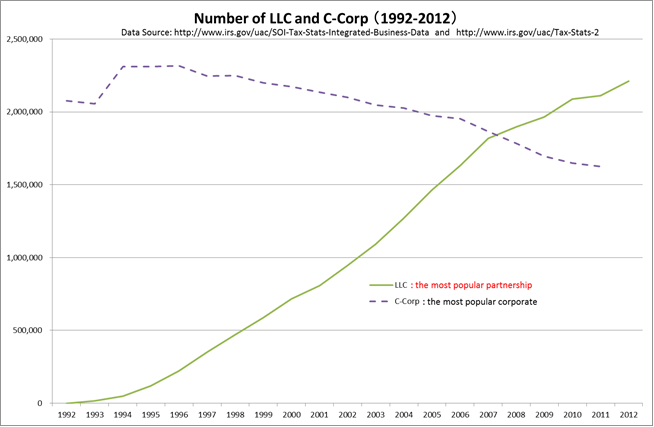 Number of LLC and C-Corp （1992-2012）
Data Source: http://www.irs.gov/uac/SOI-Tax-Stats-Integrated-Business-Data and http://www.irs.gov/uac/Tax-Stats-2
2,500,000
2,000,000
1,500,000
1,000,000
500,000
0
LLC : the most popular partnership
C-Corp : the most popular corporate
1992 1993 1994 1995 1996 1997 1998 1999 2000 2001 2002 2003 2004 2005 2006 2007 2008 2009 2010 2011 2012